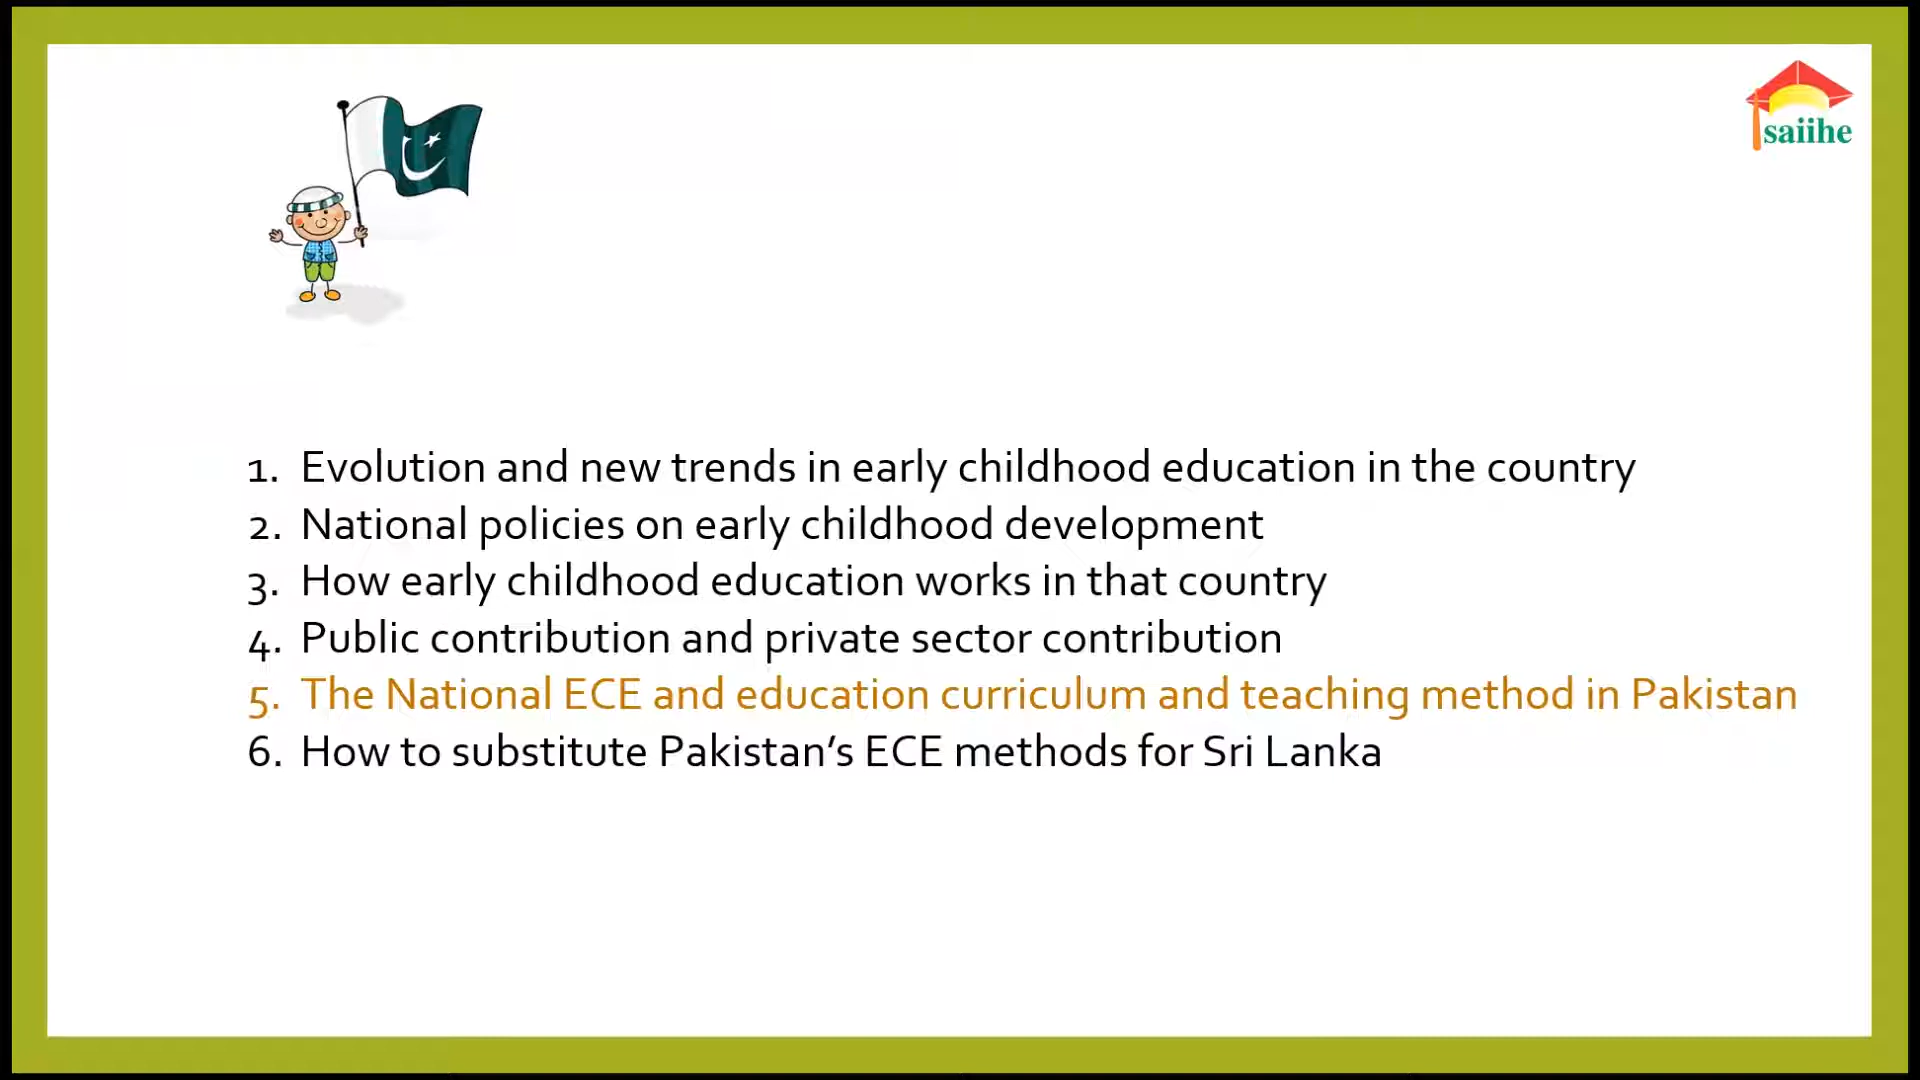 saiihe
1. Evolution and new trends in early childhood education in the country
2. National policies on early childhood development
3. How early childhood education works in that country
4. Public contribution and private sector contribution
5. The National ECE and education curriculum and teaching method in Pakistan
6. How to substitute Pakistan’s ECE methods for Sri Lanka